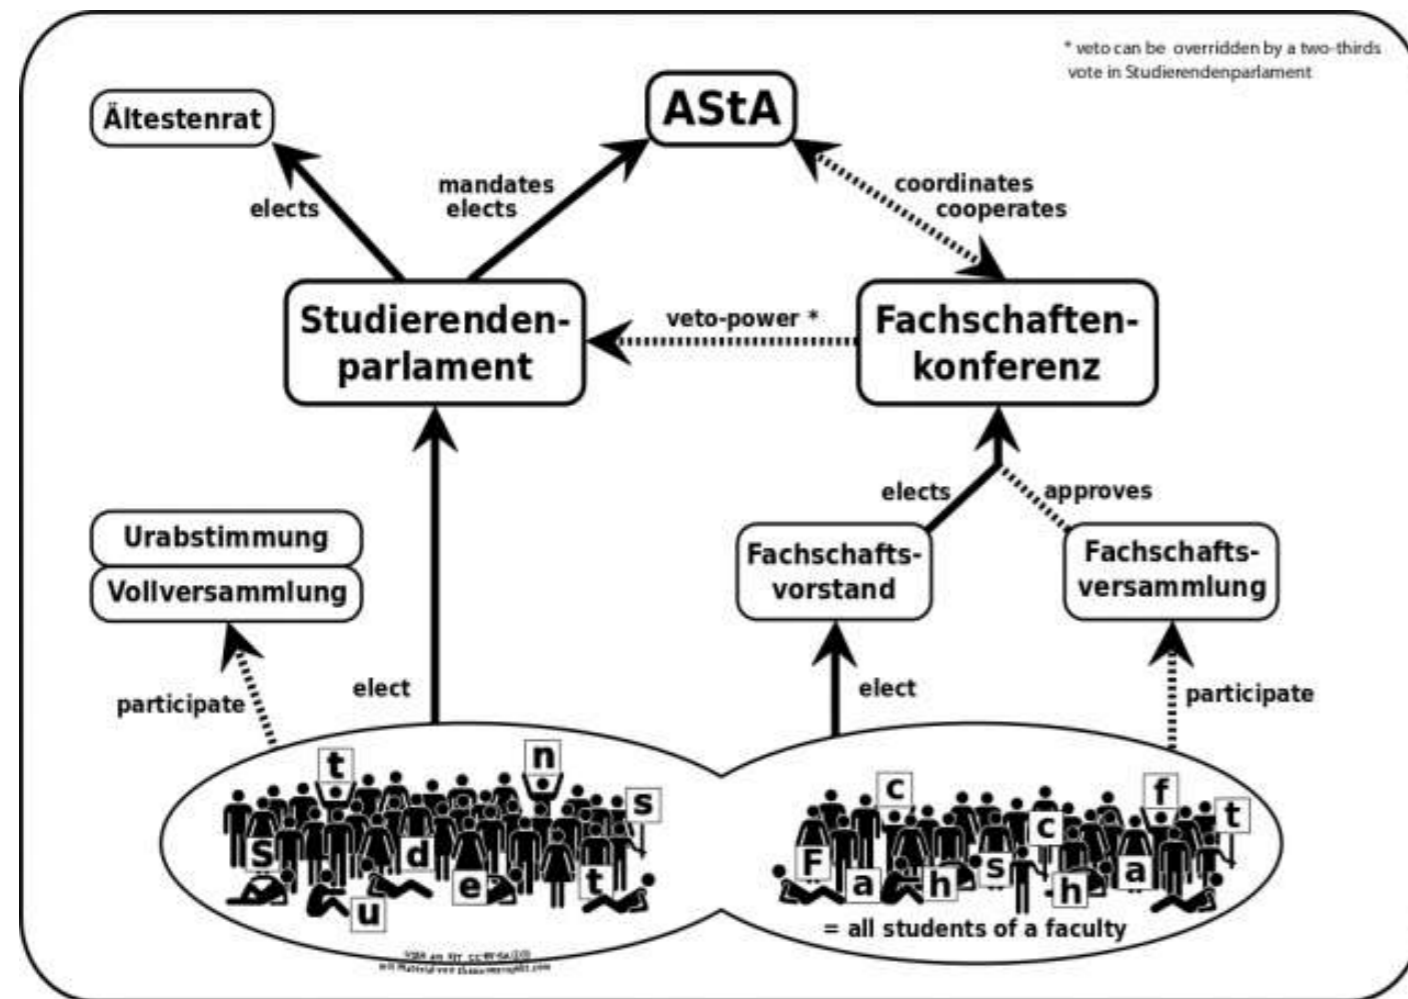 * veto can be overridden by a two-thirds
vote in Studierendenparlament
Ältestenrat
AStA
elects
mandates
elects
coordinates
cooperates
Studierenden-
parlament
veto-power *
Fachschaften-
konferenz
elects
approves
Urabstimmung
Vollversammlung
Fachschafts-
vorstand
Fachschafts-
versammlung
participate
elect
elect
participate
S t u d e n t s
F a c h s c h a f t
= all students of a faculty